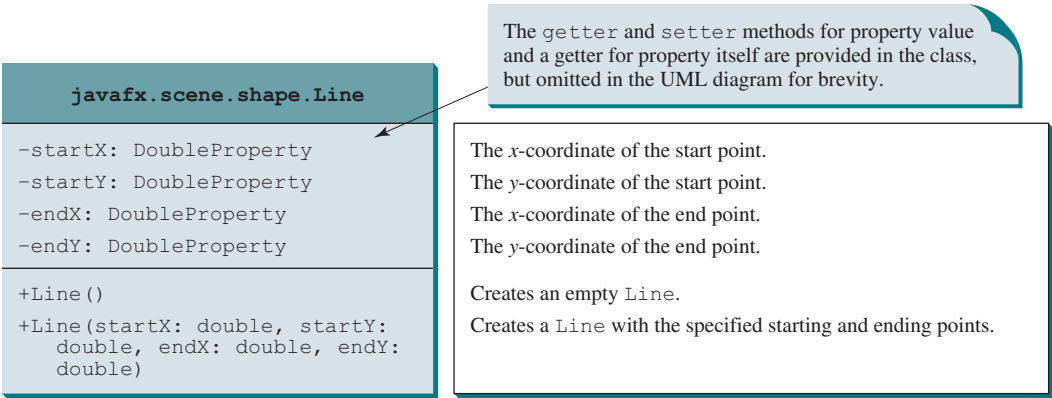 The getter and setter methods for property value
and a getter for property itself are provided in the class,
but omitted in the UML diagram for brevity.
javafx.scene.shape.Line
-startX: DoubleProperty
-startY: DoubleProperty
-endX: DoubleProperty
-endY: DoubleProperty
The x-coordinate of the start point.
The y-coordinate of the start point.
The x-coordinate of the end point.
The y-coordinate of the end point.
+Line()
+Line(startX: double, startY:
double, endX: double, endY:
double)
Creates an empty Line.
Creates a Line with the specified starting and ending points.